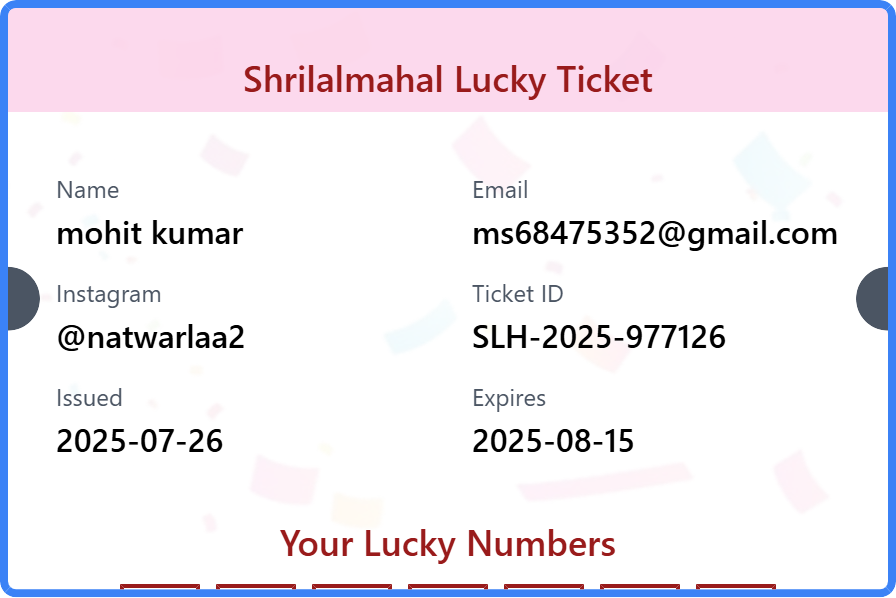 Shrilalmahal Lucky Ticket
Name
mohit kumar
Email
ms68475352@gmail.com
Instagram
@natwarlaa2
Ticket ID
SLH-2025-977126
Issued
2025-07-26
Expires
2025-08-15
Your Lucky Numbers